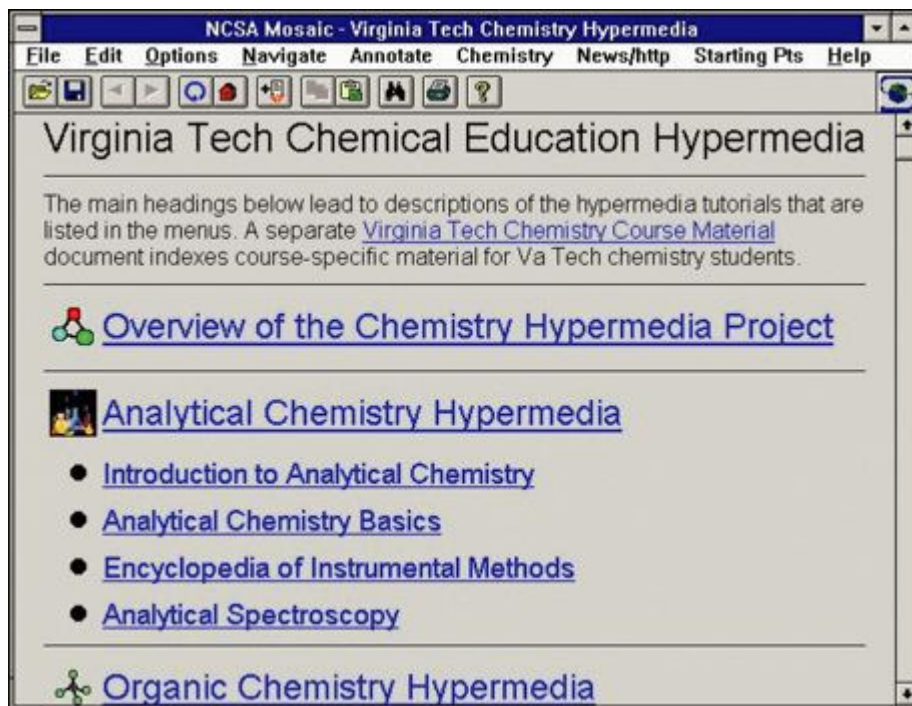 NCSA Mosaic - Virginia Tech Chemistry Hypermedia
File Edit Options Navigate Annotate Chemistry News/http Starting Pts Help
Virginia Tech Chemical Education Hypermedia
The main headings below lead to descriptions of the hypermedia tutorials that are
listed in the menus. A separate Virginia Tech Chemistry Course Material
document indexes course-specific material for Va Tech chemistry students.
Overview of the Chemistry Hypermedia Project
Analytical Chemistry Hypermedia
Introduction to Analytical Chemistry
Analytical Chemistry Basics
Encyclopedia of Instrumental Methods
Analytical Spectroscopy
Organic Chemistry Hypermedia